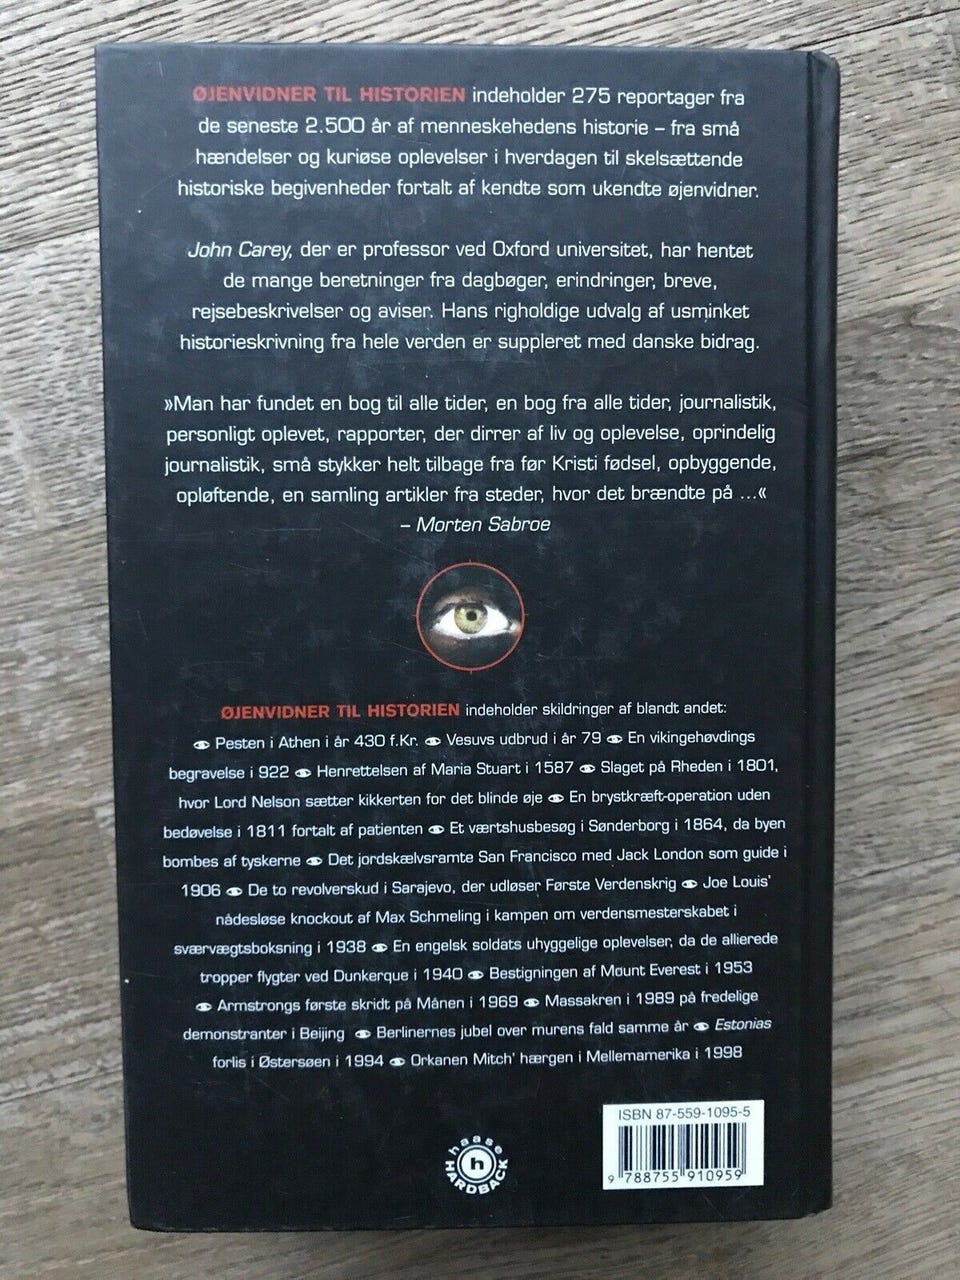 ØJENVIDNER TIL HISTORIEN indeholder 275 reportager fra
de seneste 2.500 år af menneskehedens historie – fra små
hændelser og kuriøse oplevelser i hverdagen til skelsættende
historiske begivenheder fortalt af kendte som ukendte øjenvidner.
John Carey, der er professor ved Oxford universitet, har hentet
de mange beretninger fra dagbøger, erindringer, breve,
rejsebeskrivelser og aviser. Hans righoldige udvalg af usminket
historieskrivning fra hele verden er suppleret med danske bidrag.
»Man har fundet en bog til alle tider, en bog fra alle tider, journalistik,
personligt oplevet, rapporter, der dirrer af liv og oplevelse, oprindelig
journalistik, små stykker helt tilbage fra før Kristi fødsel, opbyggende,
opløftende, en samling artikler fra steder, hvor det brændte på ...«
– Morten Sabroe
ØJENVIDNER TIL HISTORIEN indeholder skildringer af blandt andet:
Pesten i Athen i år 430 f.Kr. Vesuvs udbrud i år 79 En vikingehøvdings
begravelse i 922 Henrettelsen af Maria Stuart i 1587 Slaget på Rheden i 1801,
hvor Lord Nelson sætter kikkerten for det blinde øje En brystkræft-operation uden
bedøvelse i 1811 fortalt af patienten Et værtshusbesøg i Sønderborg i 1864, da byen
bombes af tyskerne Det jordskælvsramte San Francisco med Jack London som guide i
1906 De to revolverskud i Sarajevo, der udløser Første Verdenskrig Joe Louis'
nådesløse knockout af Max Schmeling i kampen om verdensmesterskabet i
sværvægtsboksning i 1938 En engelsk soldats uhyggelige oplevelser, da de allierede
tropper flygter ved Dunkerque i 1940 Bestigningen af Mount Everest i 1953
Armstrongs første skridt på Månen i 1969 Massakren i 1989 på fredelige
demonstranter i Beijing Berlinernes jubel over murens fald samme år Estonias
forlis i Østersøen i 1994 Orkanen Mitch' hærgen i Mellemamerika i 1998
haase
h
HARDBACK
ISBN 87-559-1095-5
9 788755 910959